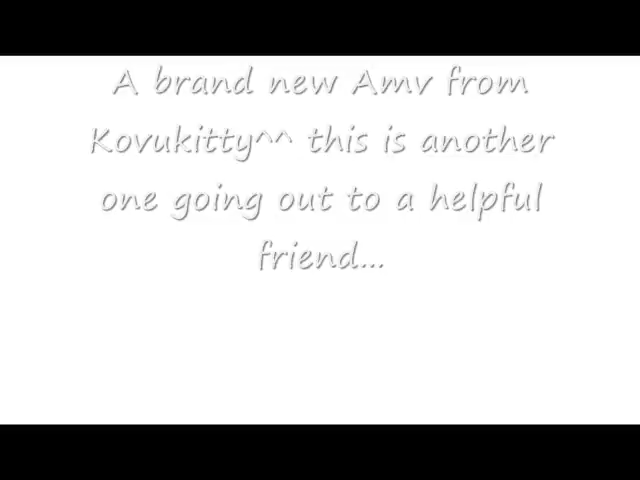 A brand new Amv from
Kovukitty^^ this is another
one going out to a helpful
friend...